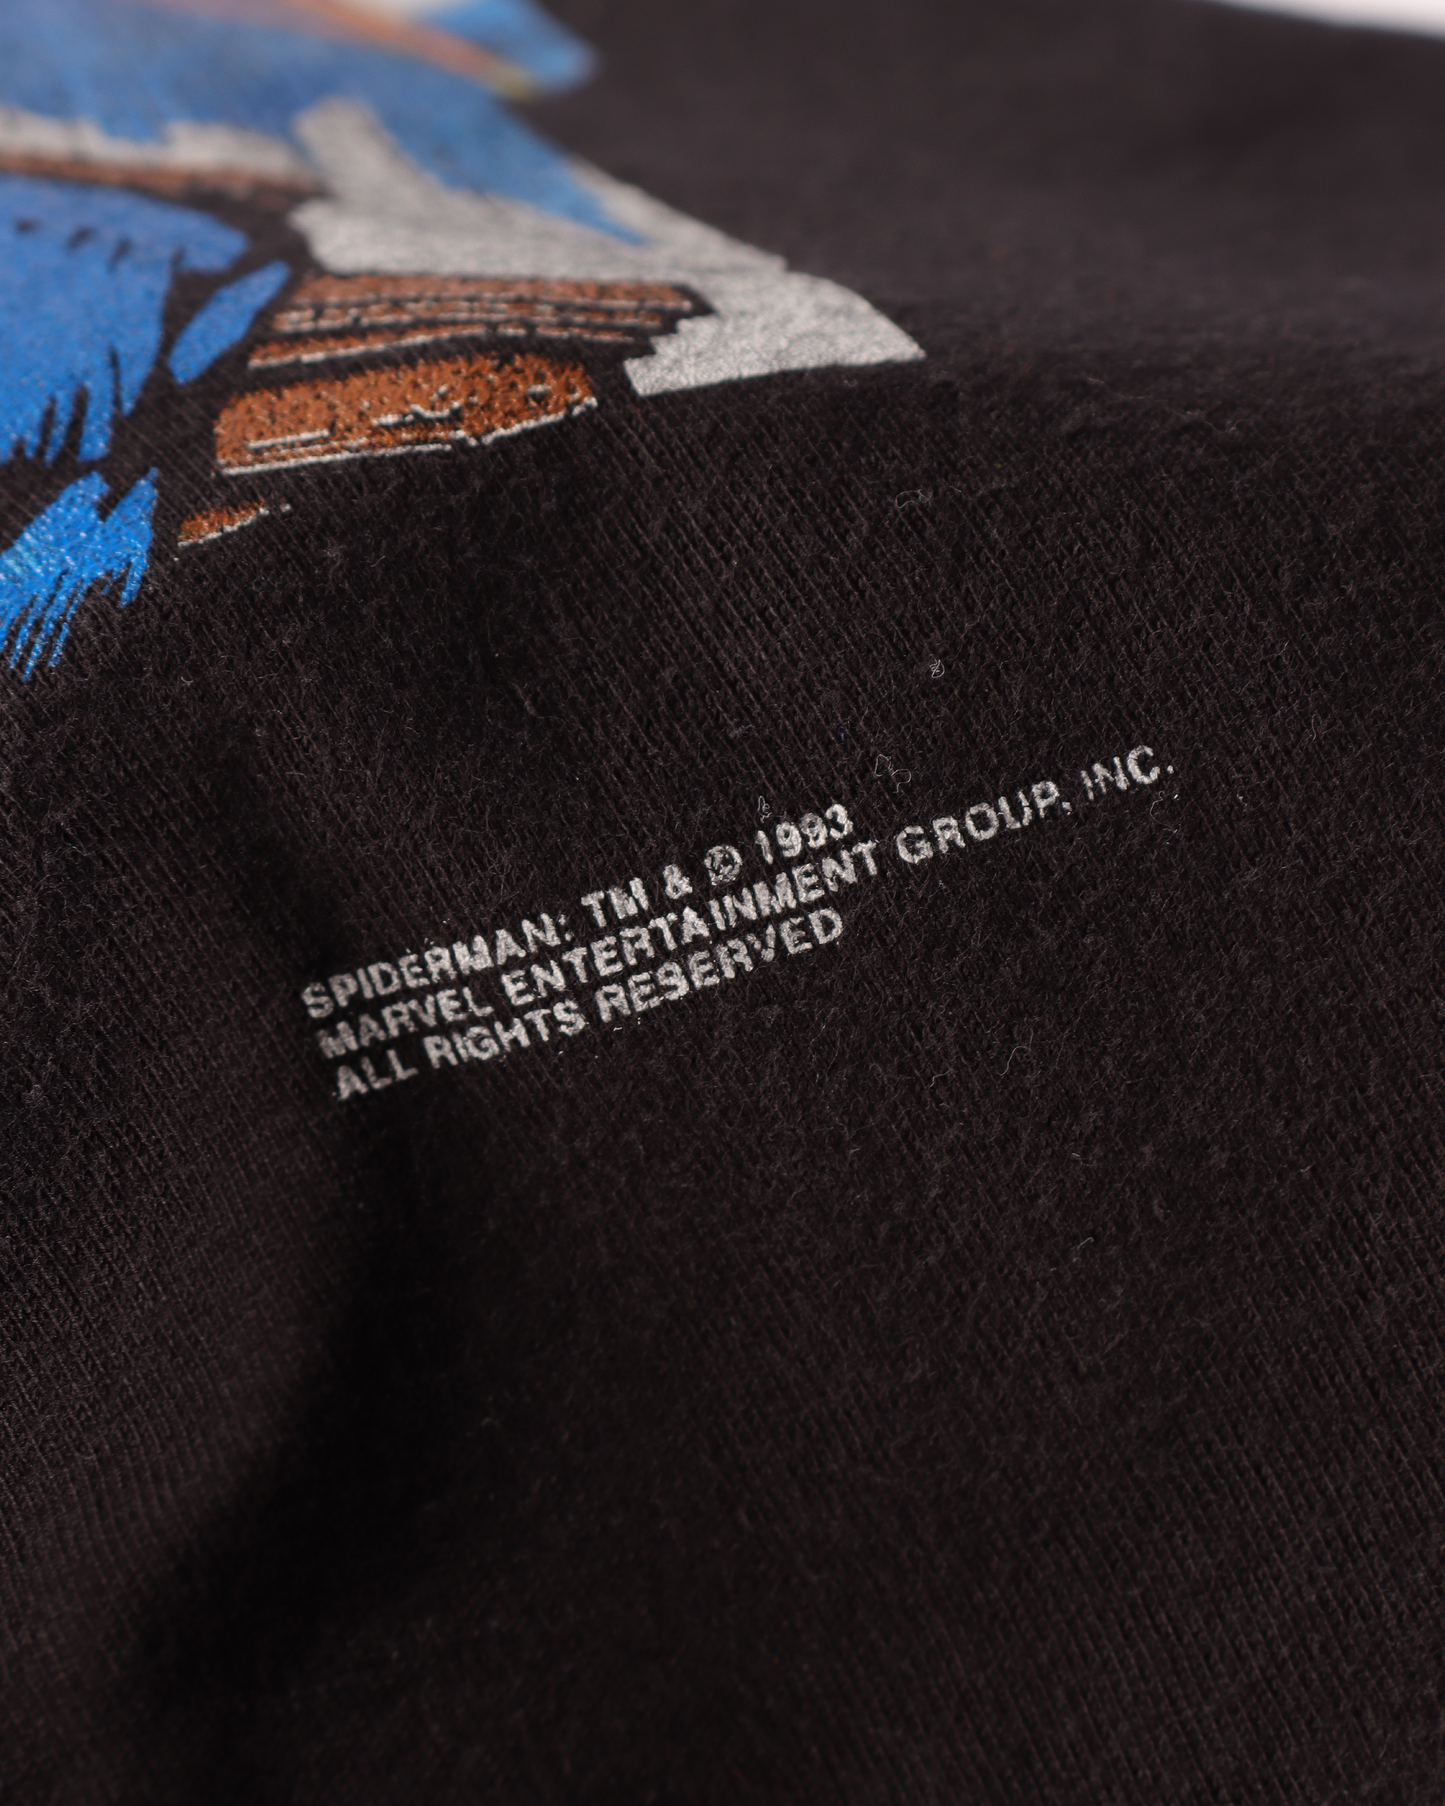 SPIDERMAN: TM & © 1993
MARVEL ENTERTAINMENT GROUP, INC.
ALL RIGHTS RESERVED